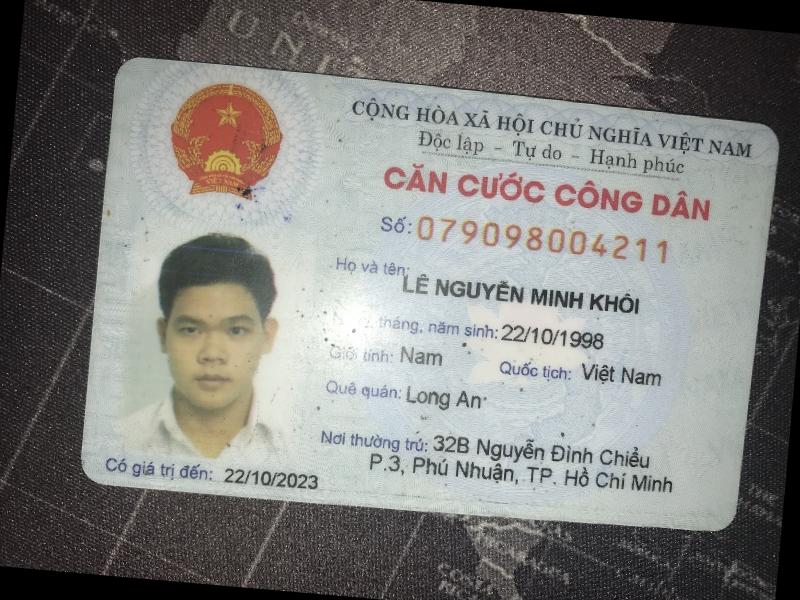 CỘNG HÒA XÃ HỘI CHỦ NGHĨA VIỆT NAM
Độc lập - Tự do - Hạnh phúc
CĂN CƯỚC CÔNG DÂN
Số: 079098004211
Họ và tên:
LÊ NGUYỄN MINH KHÔI
tháng, năm sinh: 22/10/1998
Giới tính: Nam Quốc tịch: Việt Nam
Quê quán: Long An
Nơi thường trú: 32B Nguyễn Đình Chiểu
P.3, Phú Nhuận, TP. Hồ Chí Minh
Có giá trị đến: 22/10/2023